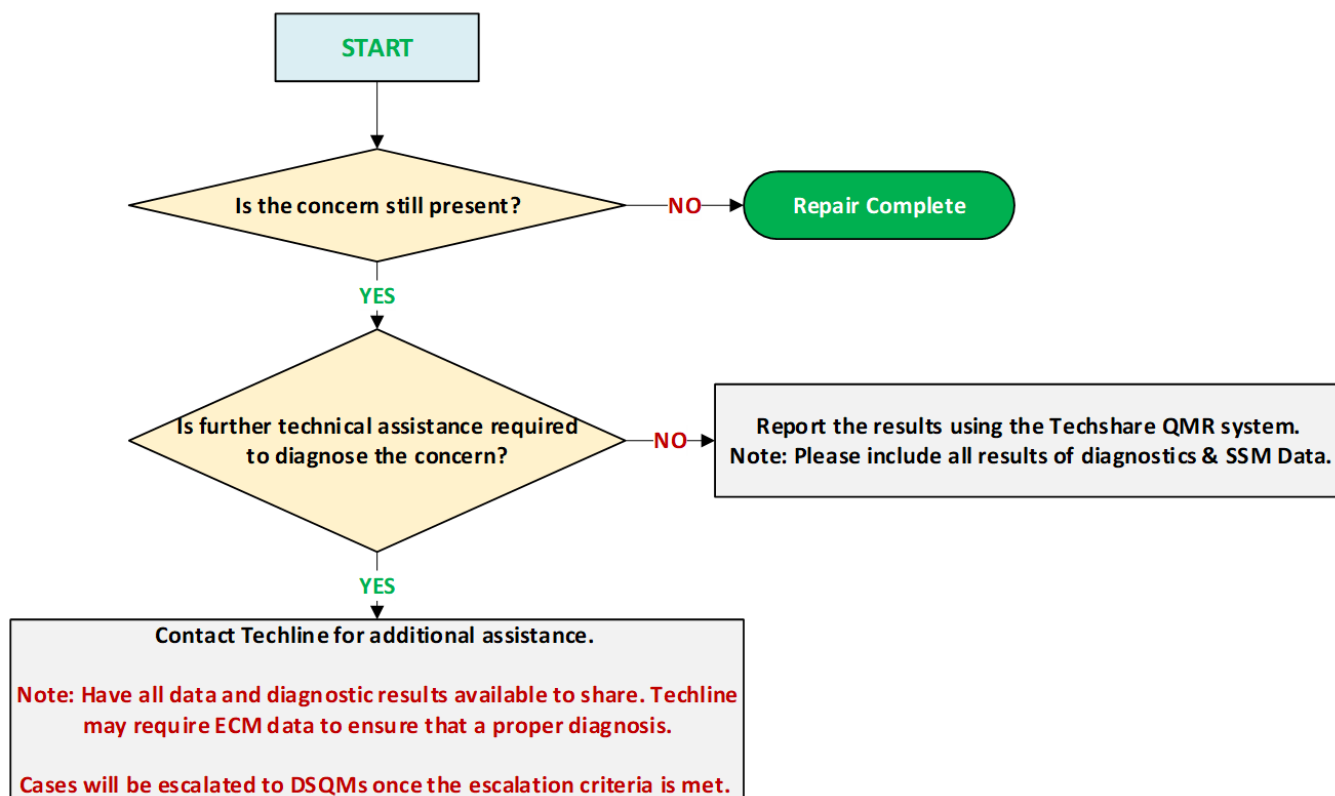 START
Is the concern still present?
NO
Repair Complete
YES
Is further technical assistance required
to diagnose the concern?
NO
Report the results using the Techshare QMR system.
Note: Please include all results of diagnostics & SSM Data.
YES
Contact Techline for additional assistance.
Note: Have all data and diagnostic results available to share. Techline
may require ECM data to ensure that a proper diagnosis.
Cases will be escalated to DSQMs once the escalation criteria is met.